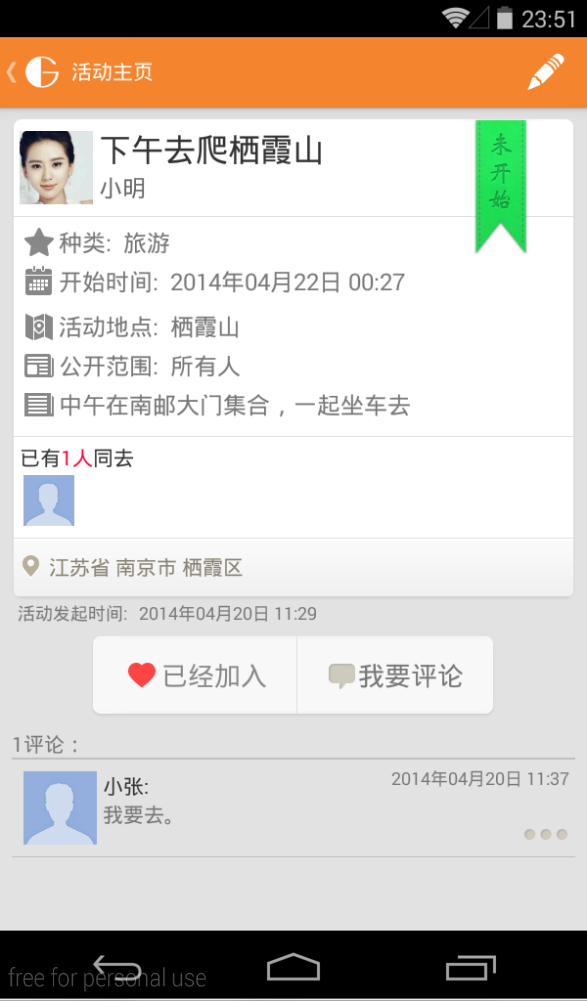 23:51
活动主页
下午去爬栖霞山
小明
未开始
种类: 旅游
开始时间: 2014年04月22日 00:27
活动地点: 栖霞山
公开范围: 所有人
中午在南邮大门集合，一起坐车去
已有1人同去
江苏省 南京市 栖霞区
活动发起时间: 2014年04月20日 11:29
已经加入
我要评论
1评论：
小张:
2014年04月20日 11:37
我要去。
free for personal use